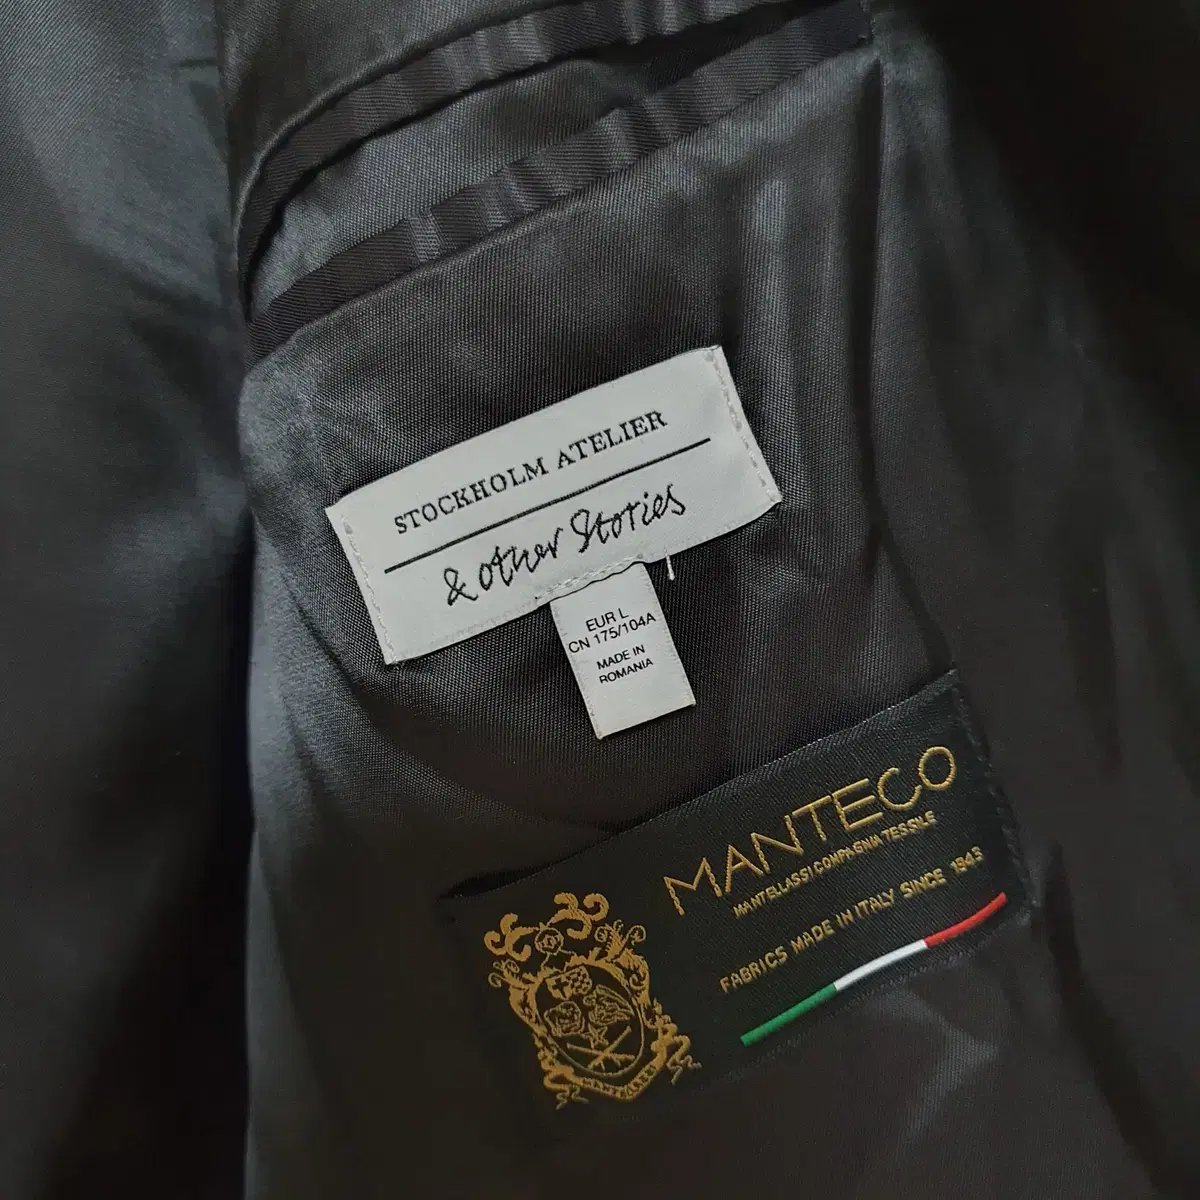 STOCKHOLM ATELIER
& other Stories
EUR L
CN 175/104A
MADE IN
ROMANIA
MANTECO
MANTELLASSI COMPAGNIA TESSILE
FABRICS MADE IN ITALY SINCE 1943
MANTELLASSI